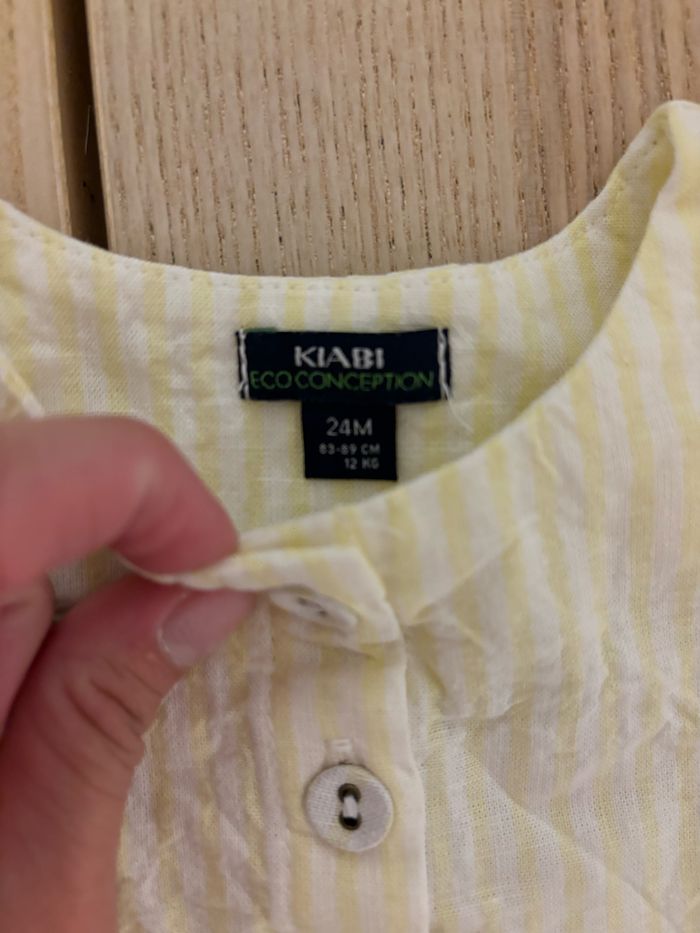 KIABI
ECO CONCEPTION
24M
83-89 CM
12 KG